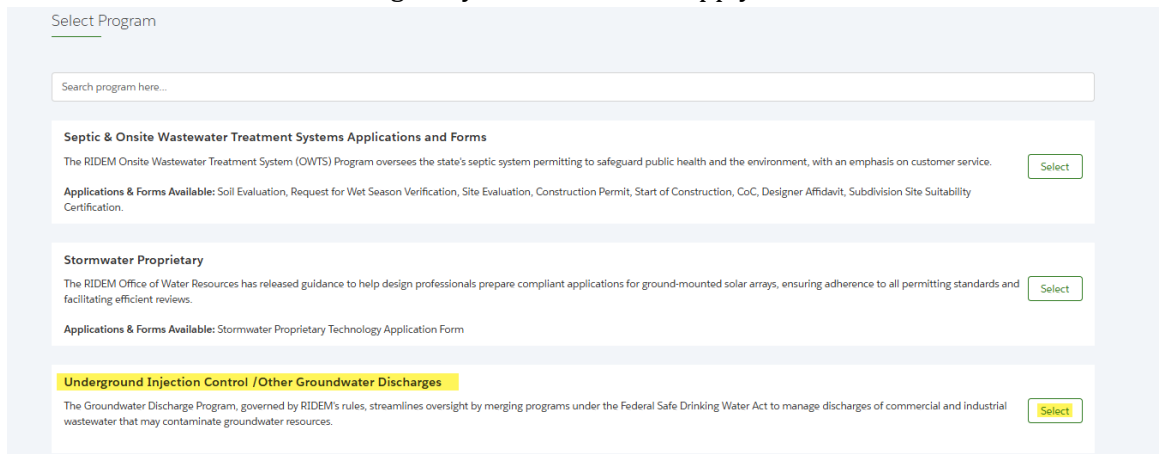 Select Program
Search program here...
Septic & Onsite Wastewater Treatment Systems Applications and Forms
The RIDEM Onsite Wastewater Treatment System (OWTS) Program oversees the state's septic system permitting to safeguard public health and the environment, with an emphasis on customer service.
Select
Applications & Forms Available: Soil Evaluation, Request for Wet Season Verification, Site Evaluation, Construction Permit, Start of Construction, CoC, Designer Affidavit, Subdivision Site Suitability
Certification.
Stormwater Proprietary
The RIDEM Office of Water Resources has released guidance to help design professionals prepare compliant applications for ground-mounted solar arrays, ensuring adherence to all permitting standards and
facilitating efficient reviews.
Select
Applications & Forms Available: Stormwater Proprietary Technology Application Form
Underground Injection Control /Other Groundwater Discharges
The Groundwater Discharge Program, governed by RIDEM's rules, streamlines oversight by merging programs under the Federal Safe Drinking Water Act to manage discharges of commercial and industrial
wastewater that may contaminate groundwater resources.
Select